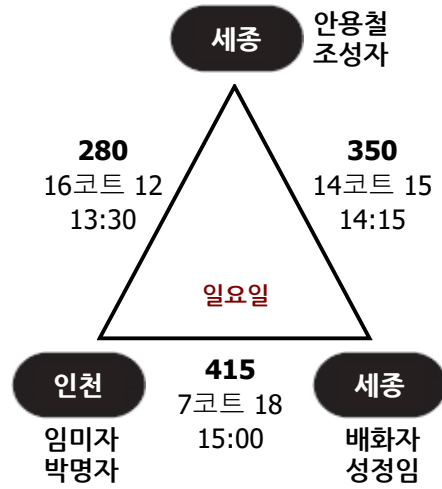 세종
안용철
조성자
280
16코트 12
13:30
350
14코트 15
14:15
일요일
인천
임미자
박명자
415
7코트 18
15:00
세종
배화자
성정임